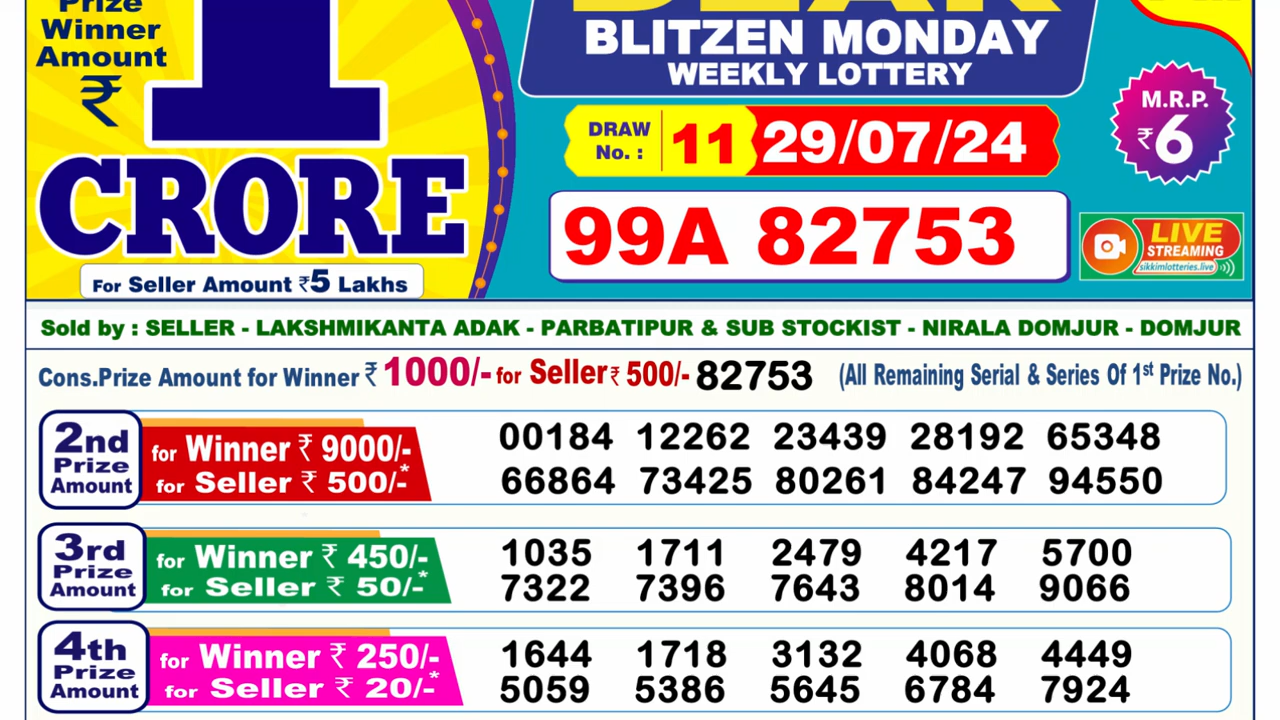 Prize
Winner
Amount
₹
1
CRORE
For Seller Amount ₹5 Lakhs
DEAR
BLITZEN MONDAY
WEEKLY LOTTERY
DRAW No. : 11 29/07/24
M.R.P.
₹6
99A 82753
LIVE
STREAMING
sikkimlotteries.live
Sold by : SELLER - LAKSHMIKANTA ADAK - PARBATIPUR & SUB STOCKIST - NIRALA DOMJUR - DOMJUR
Cons.Prize Amount for Winner ₹ 1000/- for Seller ₹ 500/- 82753 (All Remaining Serial & Series Of 1st Prize No.)
2nd
Prize
Amount
for Winner ₹ 9000/-
for Seller ₹ 500/-*
00184 12262 23439 28192 65348
66864 73425 80261 84247 94550
3rd
Prize
Amount
for Winner ₹ 450/-
for Seller ₹ 50/-*
1035 1711 2479 4217 5700
7322 7396 7643 8014 9066
4th
Prize
Amount
for Winner ₹ 250/-
for Seller ₹ 20/-*
1644 1718 3132 4068 4449
5059 5386 5645 6784 7924